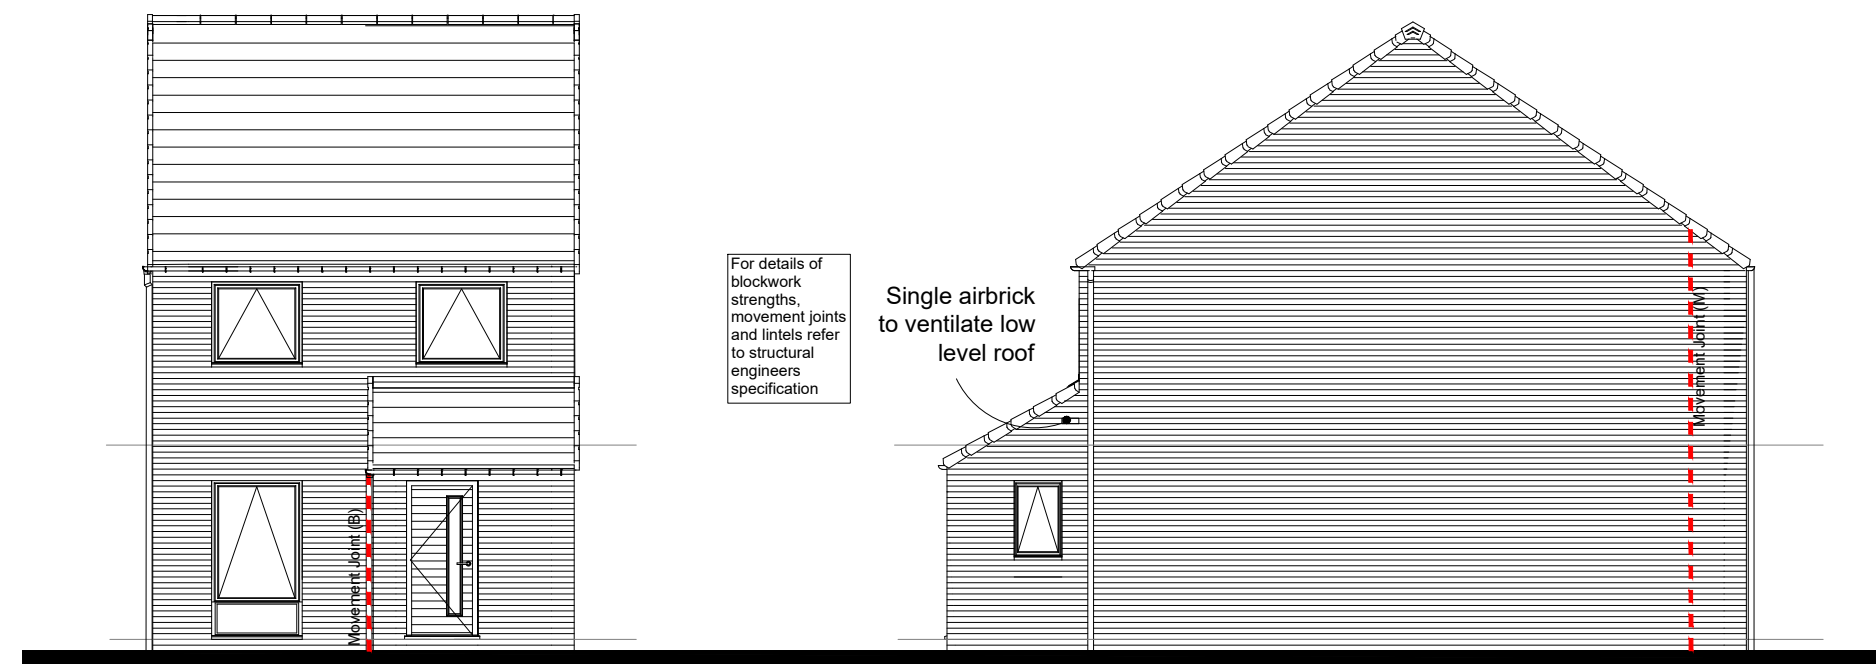 For details of
blockwork
strengths,
movement joints
and lintels refer
to structural
engineers
specification
Single airbrick
to ventilate low
level roof
Movement Joint (B)
Movement Joint (M)